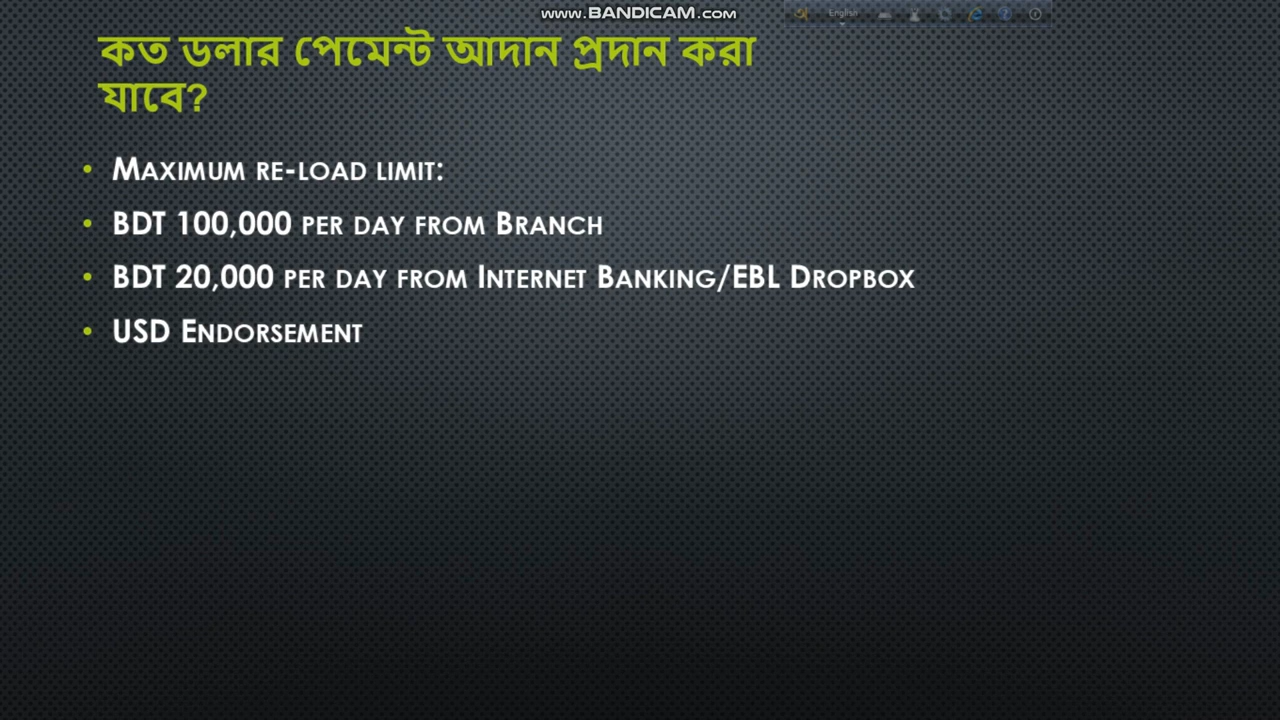 www.BANDICAM.com
English
কত ডলার পেমেন্ট আদান প্রদান করা
যাবে?
• Maximum re-load limit:
• BDT 100,000 per day from Branch
• BDT 20,000 per day from Internet Banking/EBL Dropbox
• USD Endorsement